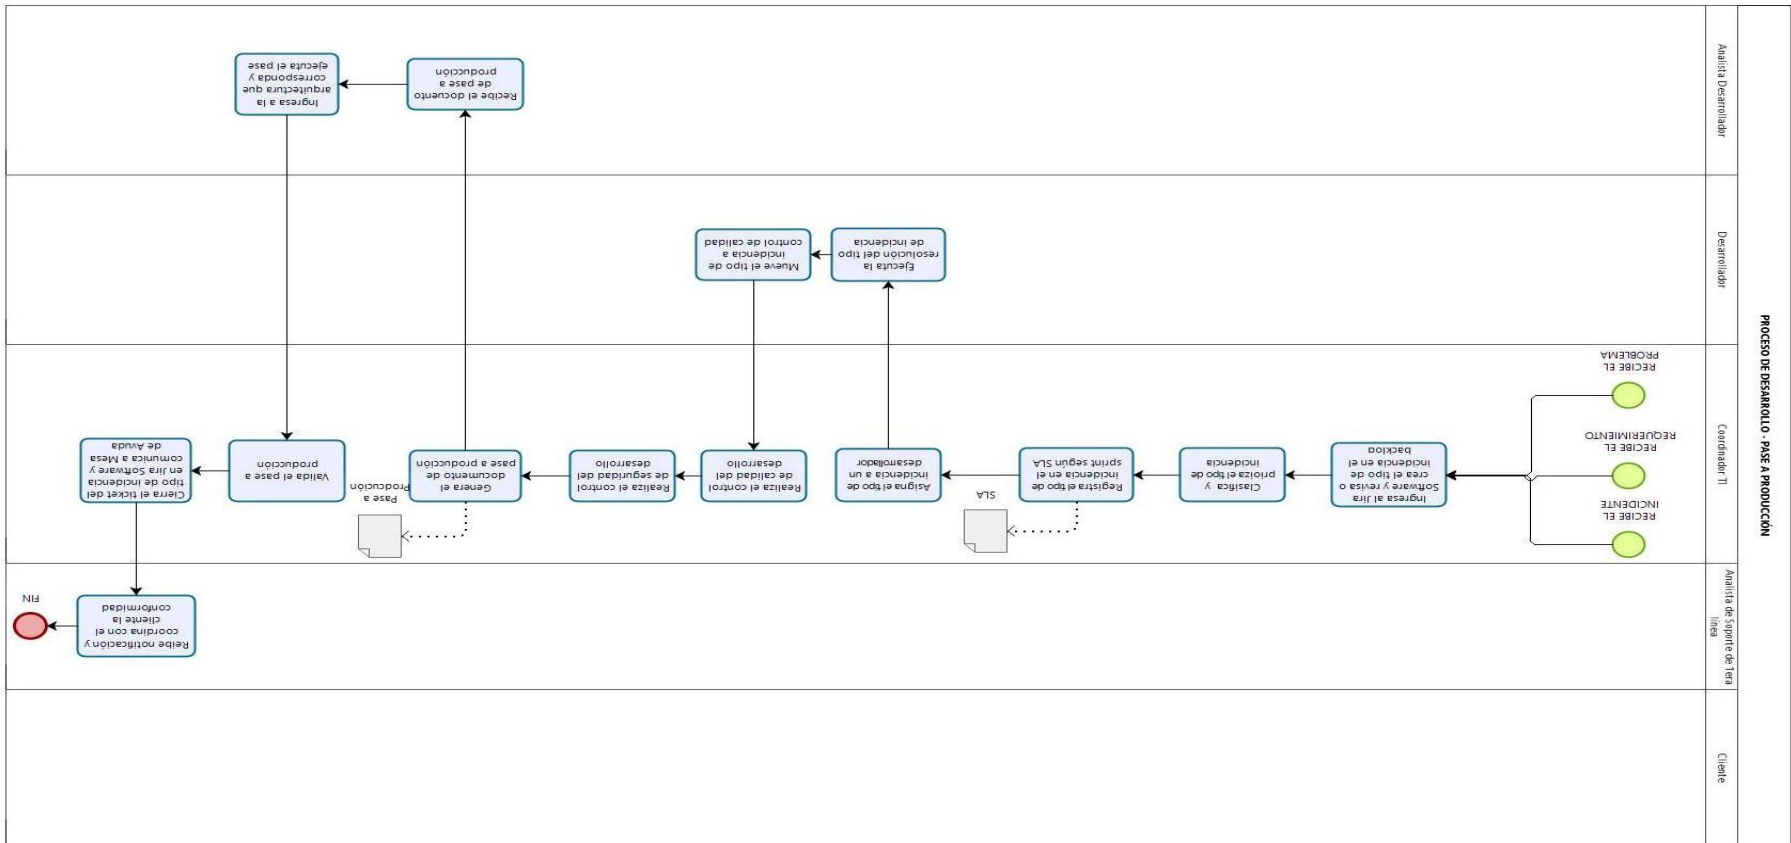 PROCESO DE DESARROLLO - PASE A PRODUCCIÓN
Cliente
Analista de Soporte de 1era
línea
Reibe notificación y
coordina con el
cliente la
conformidad
FIN
Coordinador TI
RECIBE EL
INCIDENTE
RECIBE EL
REQUERIMIENTO
RECIBE EL
PROBLEMA
Ingresa al Jira
Software y revisa o
crea el tipo de
incidencia en el
backlog
Clasifica y
prioiza el tipo de
incidencia
Registra el tipo de
incidencia en el
sprint según SLA
SLA
Asigna el tipo de
incidencia a un
desarrollador
Realiza el control
de calidad del
desarrollo
Realiza el control
de seguridad del
desarrollo
Genera el
documento de
pase a producción
Pase a
Producción
Valida el pase a
producción
Cierra el ticket del
tipo de incidencia
en Jira Software y
comunica a Mesa
de Ayuda
Desarrollador
Ejecuta la
resolución del tipo
de incidencia
Mueve el tipo de
incidencia a
control de calidad
Analista Desarrollador
Recibe el documento
de pase a
producción
Ingresa a la
arquitectura que
corresponda y
ejecuta el pase